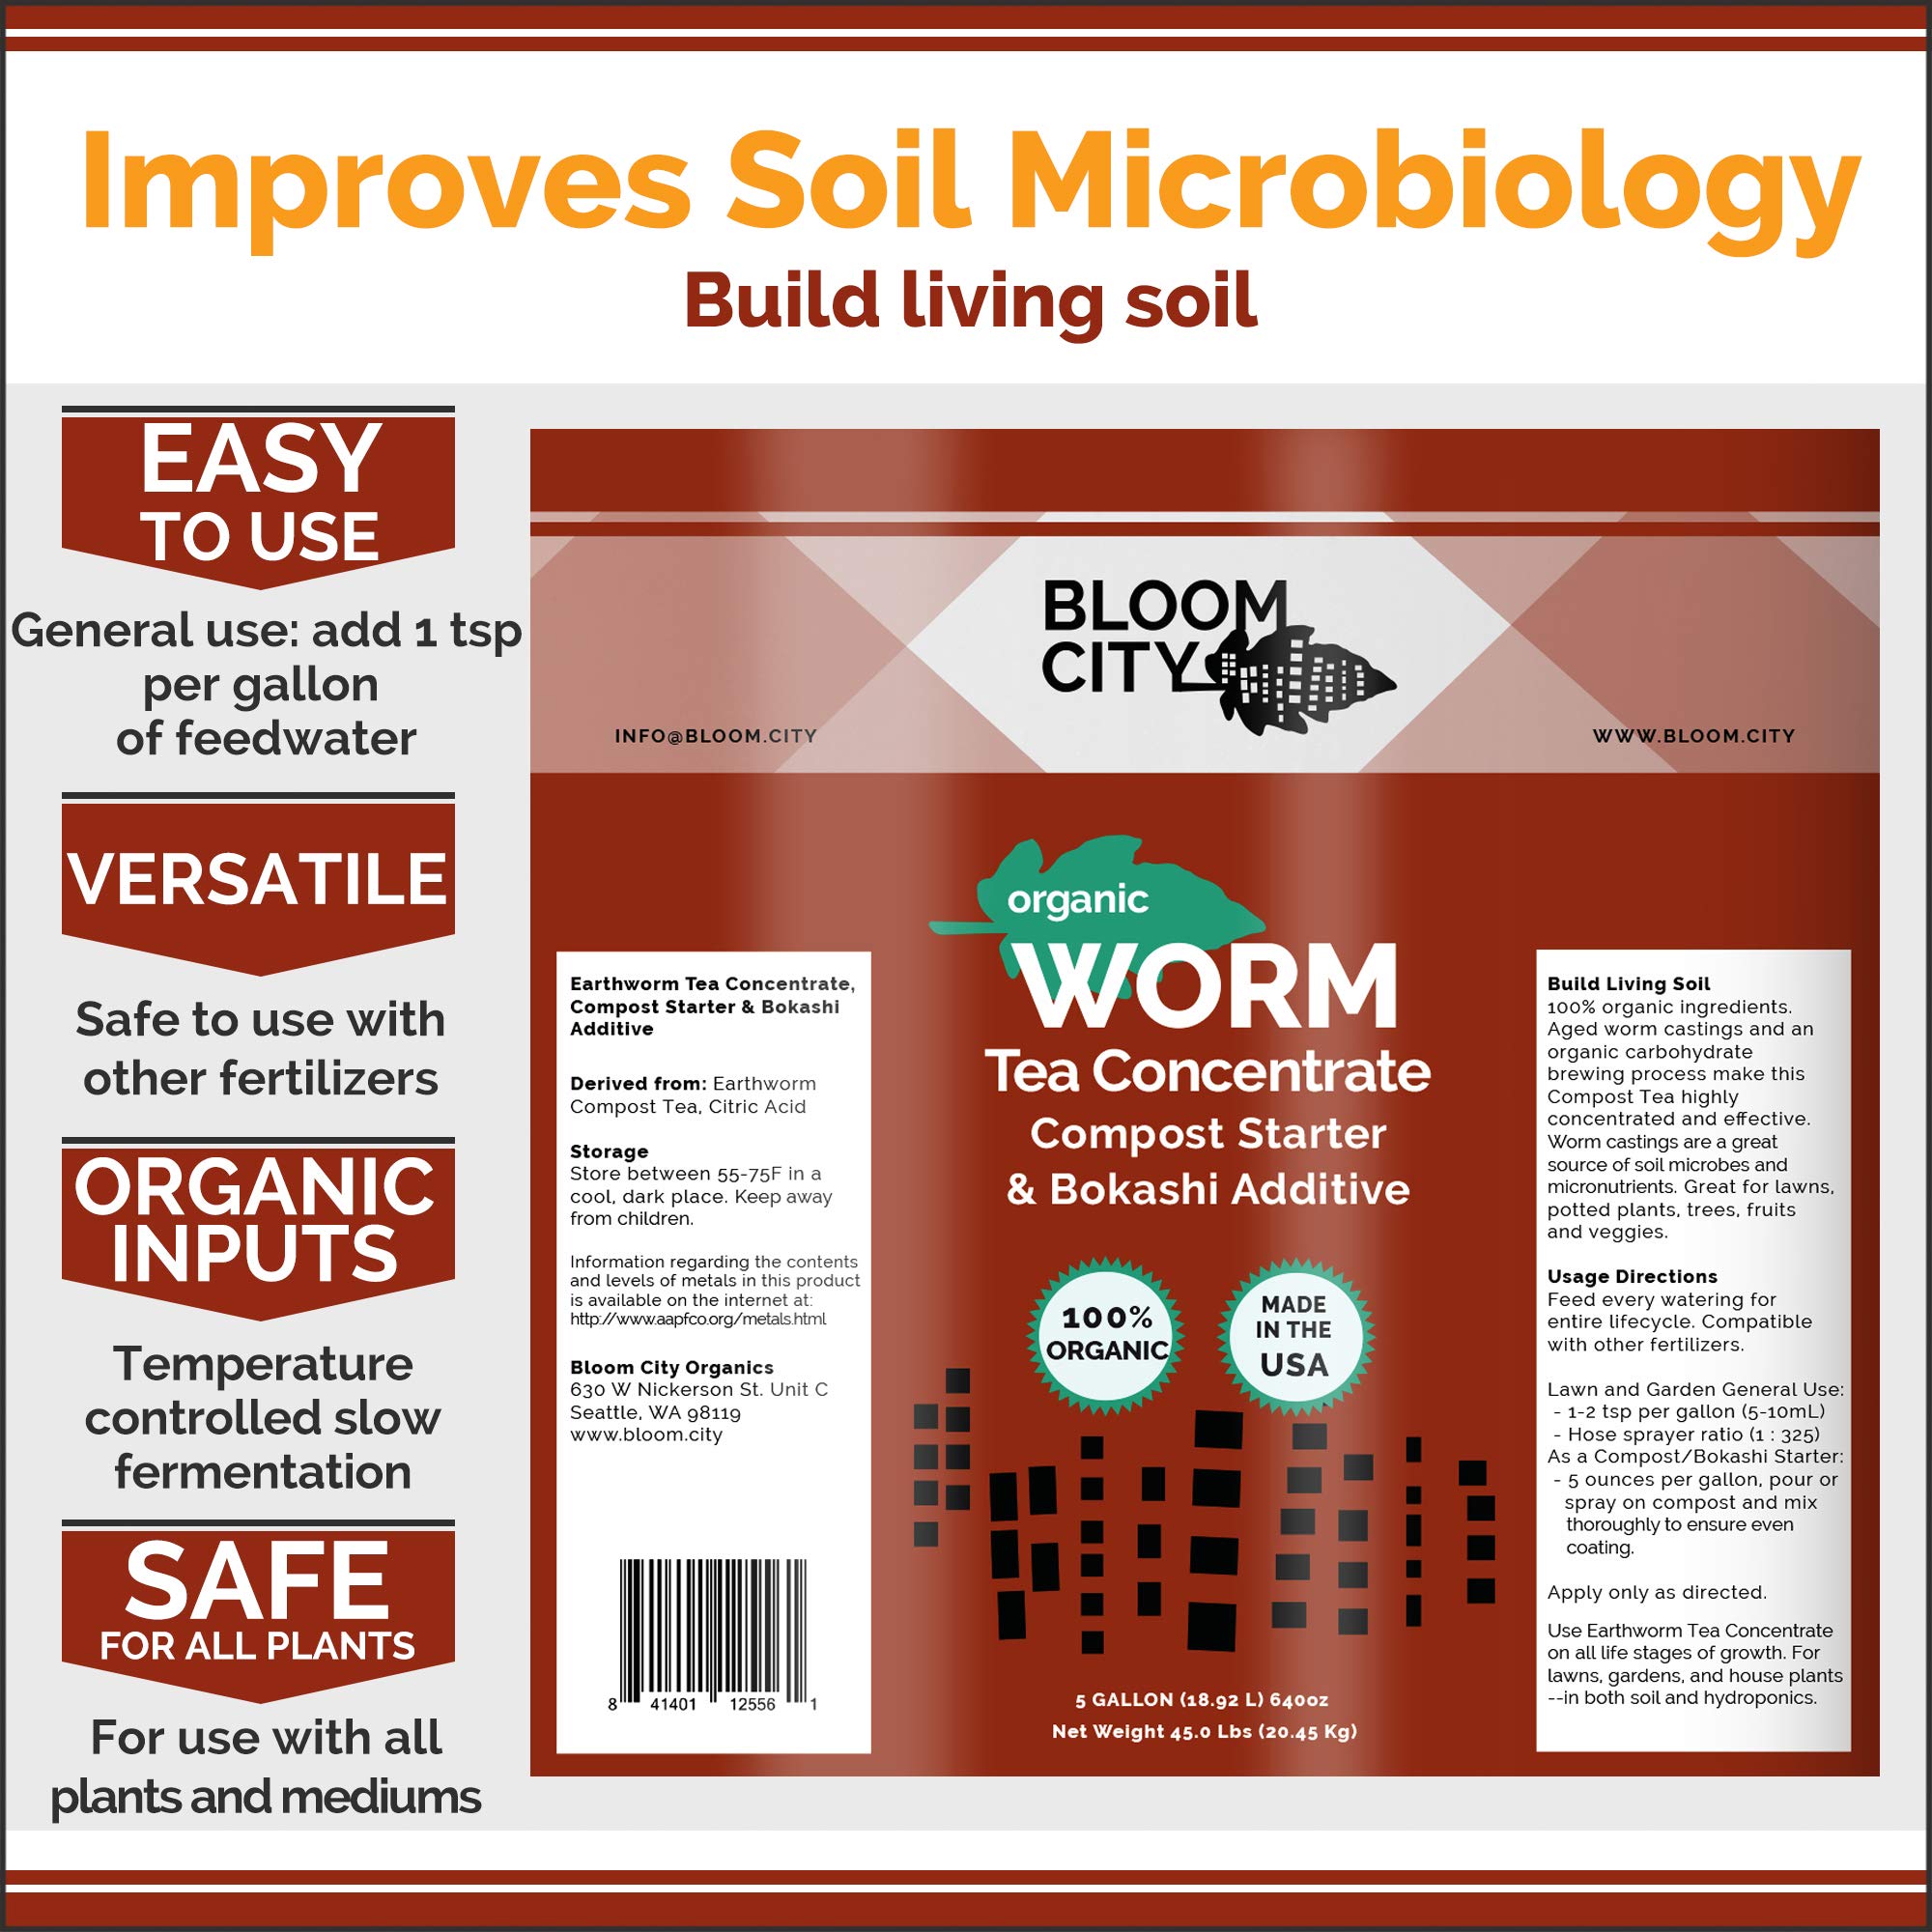 Improves Soil Microbiology
Build living soil
EASY
TO USE
General use: add 1 tsp
per gallon
of feedwater
VERSATILE
Safe to use with
other fertilizers
ORGANIC
INPUTS
Temperature
controlled slow
fermentation
SAFE
FOR ALL PLANTS
For use with all
plants and mediums
BLOOM
CITY
INFO@BLOOM.CITY
WWW.BLOOM.CITY
Earthworm Tea Concentrate,
Compost Starter & Bokashi
Additive
Derived from: Earthworm
Compost Tea, Citric Acid
Storage
Store between 55-75F in a
cool, dark place. Keep away
from children.
Information regarding the contents
and levels of metals in this product
is available on the internet at:
http://www.aapfco.org/metals.html
Bloom City Organics
630 W Nickerson St. Unit C
Seattle, WA 98119
www.bloom.city
8 41401 12556 1
organic
WORM
Tea Concentrate
Compost Starter
& Bokashi Additive
100%
ORGANIC
MADE
IN THE
USA
5 GALLON (18.92 L) 640oz
Net Weight 45.0 Lbs (20.45 Kg)
Build Living Soil
100% organic ingredients.
Aged worm castings and an
organic carbohydrate
brewing process make this
Compost Tea highly
concentrated and effective.
Worm castings are a great
source of soil microbes and
micronutrients. Great for lawns,
potted plants, trees, fruits
and veggies.
Usage Directions
Feed every watering for
entire lifecycle. Compatible
with other fertilizers.
Lawn and Garden General Use:
- 1-2 tsp per gallon (5-10mL)
- Hose sprayer ratio (1 : 325)
As a Compost/Bokashi Starter:
- 5 ounces per gallon, pour or
spray on compost and mix
thoroughly to ensure even
coating.
Apply only as directed.
Use Earthworm Tea Concentrate
on all life stages of growth. For
lawns, gardens, and house plants
--in both soil and hydroponics.